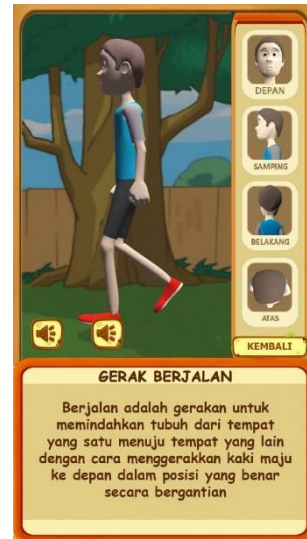 DEPAN
SAMPING
BELAKANG
ATAS
KEMBALI
GERAK BERJALAN
Berjalan adalah gerakan untuk
memindahkan tubuh dari tempat
yang satu menuju tempat yang lain
dengan cara menggerakkan kaki maju
ke depan dalam posisi yang benar
secara bergantian